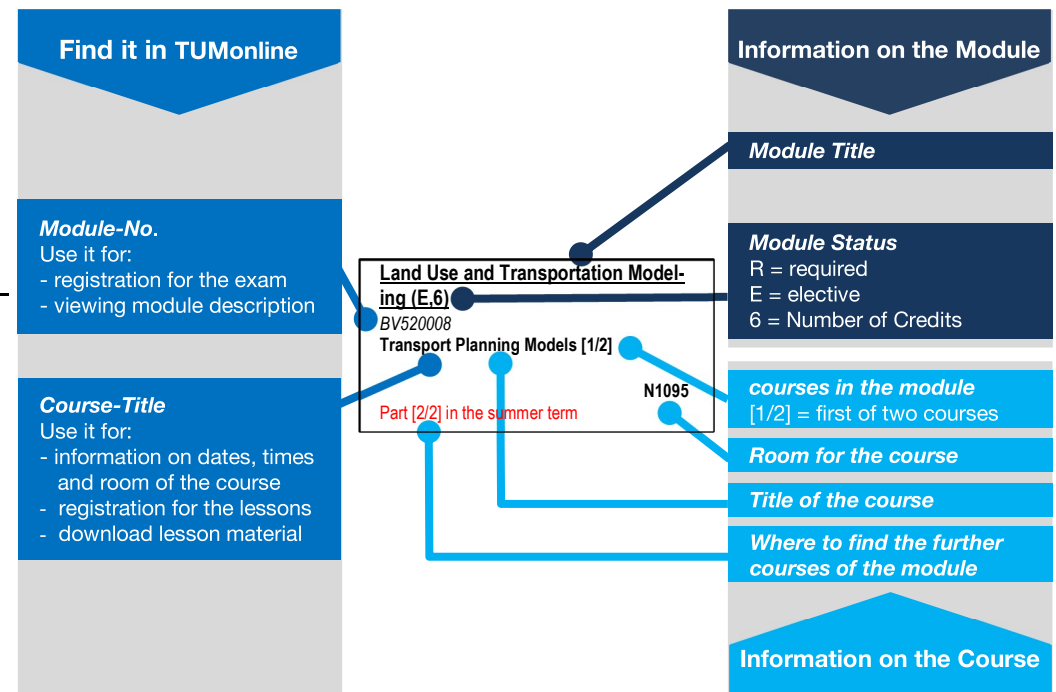 Find it in TUMonline
Module-No.
Use it for:
- registration for the exam
- viewing module description
Course-Title
Use it for:
- information on dates, times
and room of the course
- registration for the lessons
- download lesson material
Land Use and Transportation Model-
ing (E,6)
BV520008
Transport Planning Models [1/2]
N1095
Part [2/2] in the summer term
Information on the Module
Module Title
Module Status
R = required
E = elective
6 = Number of Credits
courses in the module
[1/2] = first of two courses
Room for the course
Title of the course
Where to find the further
courses of the module
Information on the Course